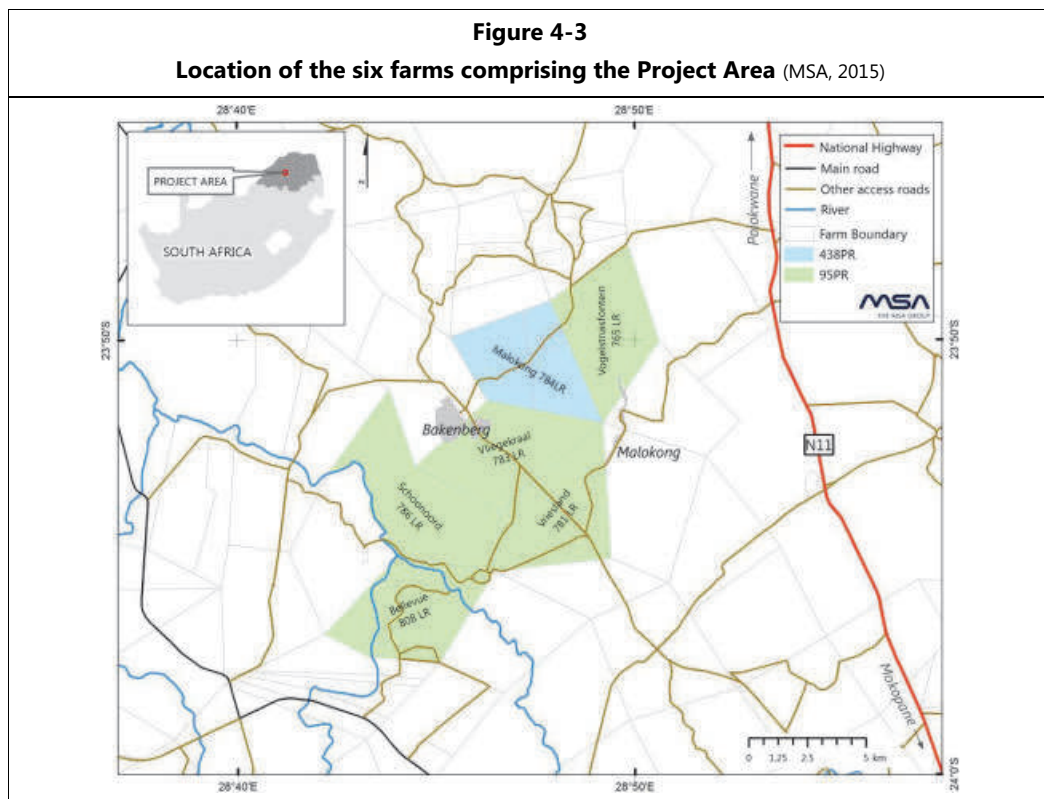 Figure 4-3
Location of the six farms comprising the Project Area (MSA, 2015)
28°40'E
28°50'E
PROJECT AREA
SOUTH AFRICA
z
Polokwane
National Highway
Main road
Other access roads
River
Farm Boundary
438PR
95PR
MSA
THE MSA GROUP
23°50'S
23°50'S
Vogelstruisfontein
765 LR
Malokong 784LR
Bakenberg
Vliegekraal
783 LR
Malokong
N11
Schoonoord
786 LR
Vriesland
781 LR
Bellevue
808 LR
Mokopane
0 1,25 2,5 5 km
24°0'S
28°40'E
28°50'E